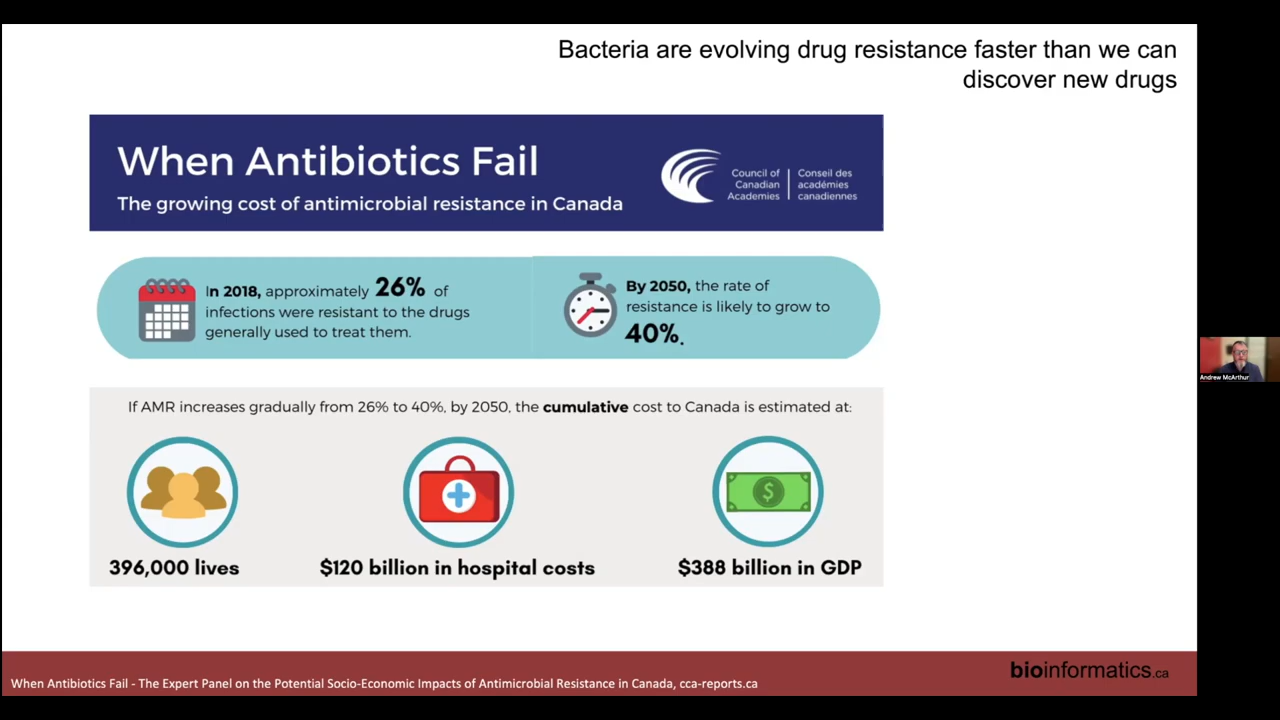 Bacteria are evolving drug resistance faster than we can
discover new drugs
When Antibiotics Fail
The growing cost of antimicrobial resistance in Canada
Council of
Canadian
Academies
Conseil des
académies
canadiennes
In 2018, approximately 26% of
infections were resistant to the drugs
generally used to treat them.
By 2050, the rate of
resistance is likely to grow to
40%.
If AMR increases gradually from 26% to 40%, by 2050, the cumulative cost to Canada is estimated at:
396,000 lives
$120 billion in hospital costs
$
$388 billion in GDP
Andrew McArthur
When Antibiotics Fail - The Expert Panel on the Potential Socio-Economic Impacts of Antimicrobial Resistance in Canada, cca-reports.ca
bioinformatics.ca